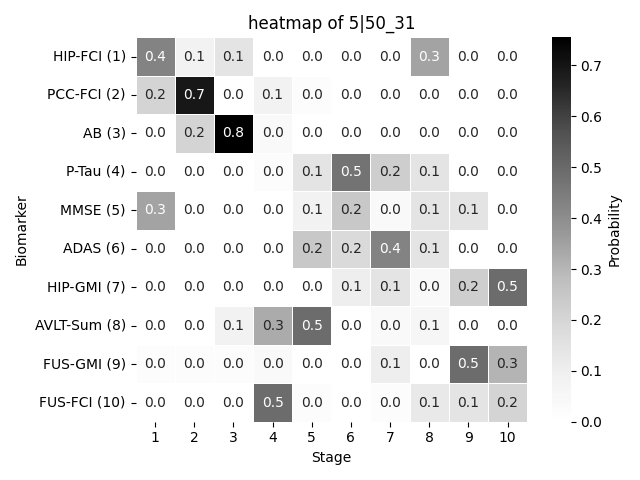 heatmap of 5|50_31
HIP-FCI (1) 0.4 0.1 0.1 0.0 0.0 0.0 0.0 0.3 0.0 0.0
PCC-FCI (2) 0.2 0.7 0.0 0.1 0.0 0.0 0.0 0.0 0.0 0.0
AB (3) 0.0 0.2 0.8 0.0 0.0 0.0 0.0 0.0 0.0 0.0
P-Tau (4) 0.0 0.0 0.0 0.0 0.1 0.5 0.2 0.1 0.0 0.0
MMSE (5) 0.3 0.0 0.0 0.0 0.1 0.2 0.0 0.1 0.1 0.0
ADAS (6) 0.0 0.0 0.0 0.0 0.2 0.2 0.4 0.1 0.0 0.0
HIP-GMI (7) 0.0 0.0 0.0 0.0 0.0 0.1 0.1 0.0 0.2 0.5
AVLT-Sum (8) 0.0 0.0 0.1 0.3 0.5 0.0 0.0 0.1 0.0 0.0
FUS-GMI (9) 0.0 0.0 0.0 0.0 0.0 0.0 0.1 0.0 0.5 0.3
FUS-FCI (10) 0.0 0.0 0.0 0.5 0.0 0.0 0.0 0.1 0.1 0.2
1 2 3 4 5 6 7 8 9 10
Stage
Biomarker
0.7
0.6
0.5
0.4
0.3
0.2
0.1
0.0
Probability